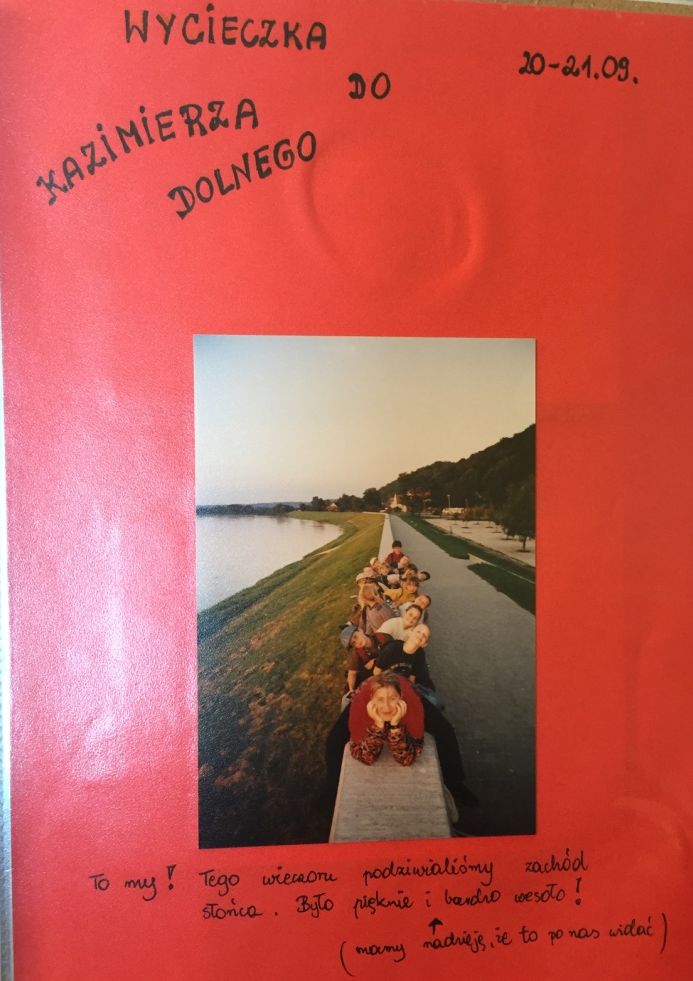 WYCIECZKA
DO
20-21.09.
KAZIMIERZA
DOLNEGO
To my! Tego wieczoru podziwialiśmy zachód
słońca. Było pięknie i bardzo wesoło!
(mamy nadzieję, że to po nas widać)